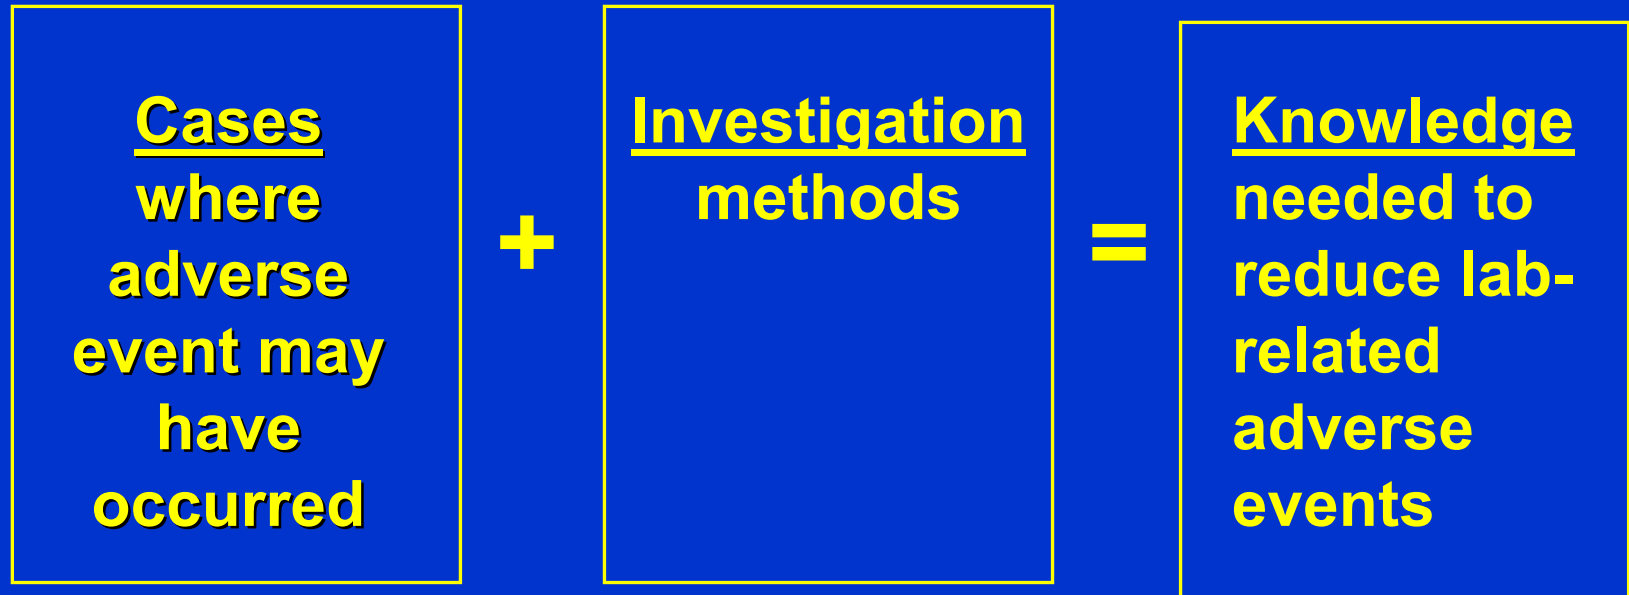 Cases
where
adverse
event may
have
occurred
+
Investigation
methods
=
Knowledge
needed to
reduce lab-
related
adverse
events